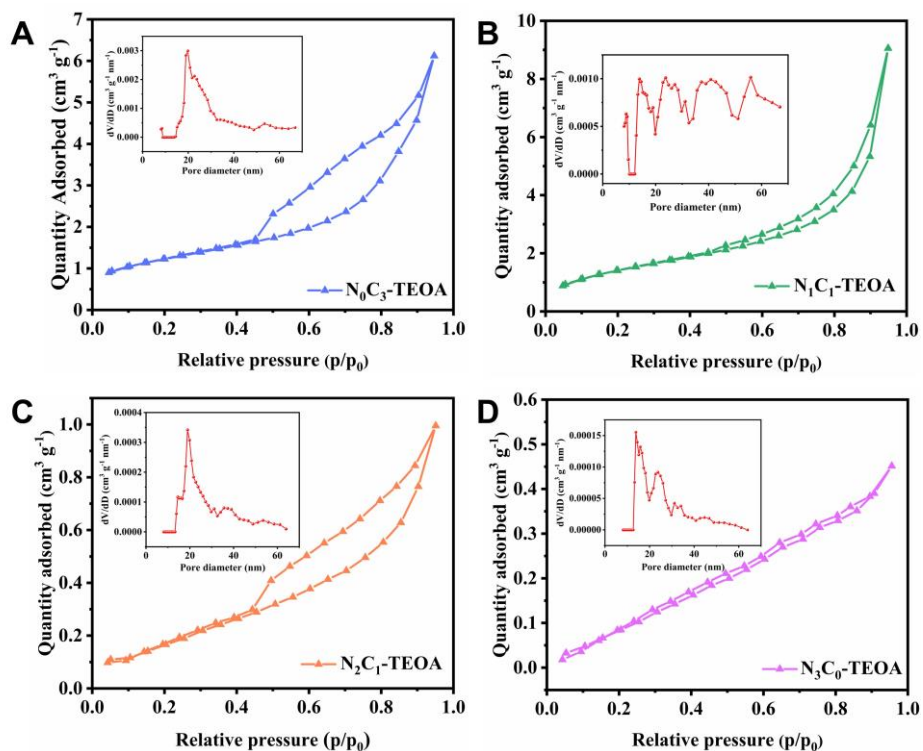 A
Quantity Adsorbed (cm³ g⁻¹)
7
6
5
4
3
2
1
0
0.0 0.2 0.4 0.6 0.8 1.0
Relative pressure (p/p₀)
N₀C₃-TEOA
dV/dD (cm³ g⁻¹ nm⁻¹)
0.003
0.002
0.001
0.000
0 20 40 60
Pore diameter (nm)
B
Quantity adsorbed (cm³ g⁻¹)
10
8
6
4
2
0
0.0 0.2 0.4 0.6 0.8 1.0
Relative pressure (p/p₀)
N₁C₁-TEOA
dV/dD (cm³ g⁻¹ nm⁻¹)
0.0010
0.0005
0.0000
0 20 40 60
Pore diameter (nm)
C
Quantity adsorbed (cm³ g⁻¹)
1.0
0.8
0.6
0.4
0.2
0.0
0.0 0.2 0.4 0.6 0.8 1.0
Relative pressure (p/p₀)
N₂C₁-TEOA
dV/dD (cm³ g⁻¹ nm⁻¹)
0.0004
0.0003
0.0002
0.0001
0.0000
0 20 40 60
Pore diameter (nm)
D
Quantity adsorbed (cm³ g⁻¹)
0.6
0.5
0.4
0.3
0.2
0.1
0.0
0.0 0.2 0.4 0.6 0.8 1.0
Relative pressure (p/p₀)
N₃C₀-TEOA
dV/dD (cm³ g⁻¹ nm⁻¹)
0.00015
0.00010
0.00005
0.00000
0 20 40 60
Pore diameter (nm)